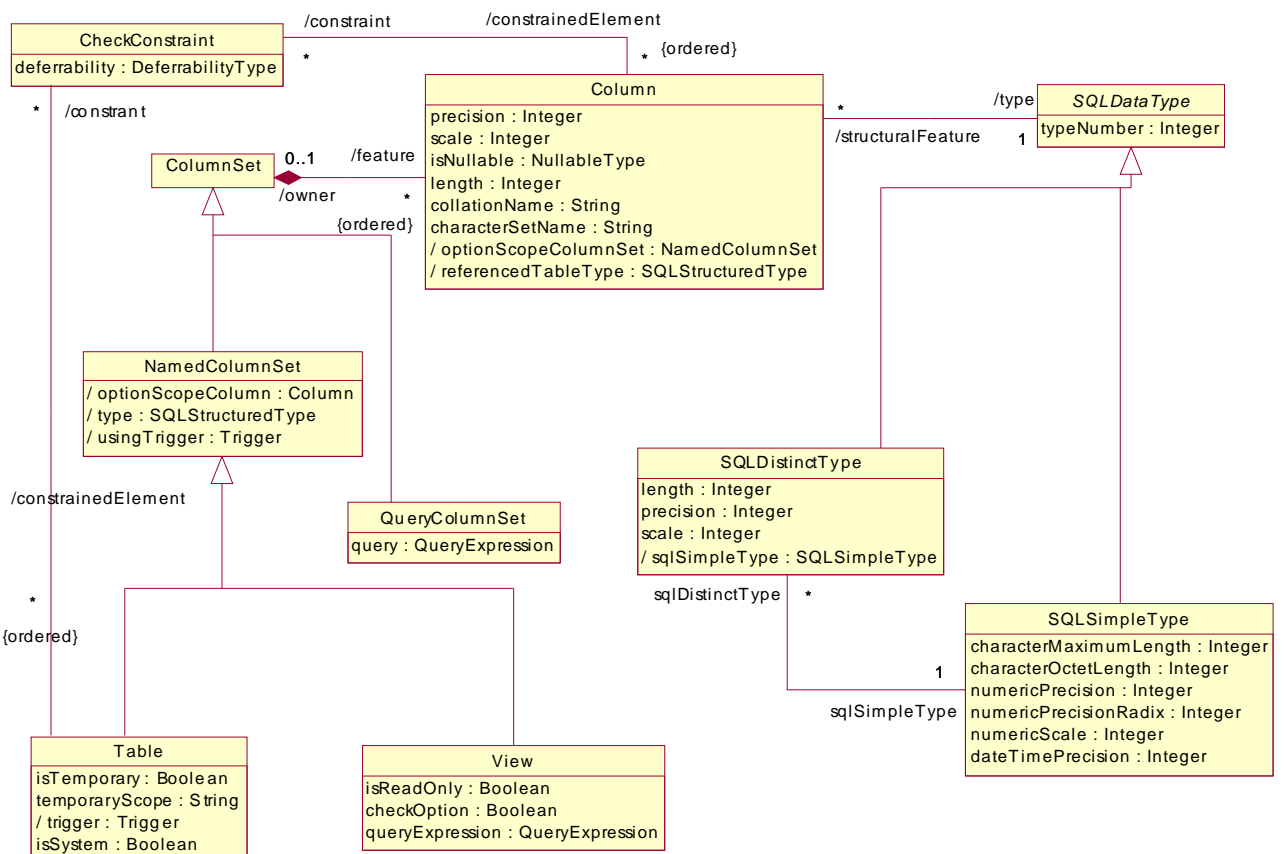 /constraint
/constrainedElement
CheckConstraint
deferrability : DeferrabilityType
*
*
{ordered}
*
/constrant
Column
precision : Integer
scale : Integer
isNullable : NullableType
length : Integer
collationName : String
characterSetName : String
/ optionScopeColumnSet : NamedColumnSet
/ referencedTableType : SQLStructuredType
*
/structuralFeature
/type
1
SQLDataType
typeNumber : Integer
ColumnSet
0..1
/owner
/feature
*
{ordered}
NamedColumnSet
/ optionScopeColumn : Column
/ type : SQLStructuredType
/ usingTrigger : Trigger
/constrainedElement
*
{ordered}
QueryColumnSet
query : QueryExpression
SQLDistinctType
length : Integer
precision : Integer
scale : Integer
/ sqlSimpleType : SQLSimpleType
sqlDistinctType
*
1
sqlSimpleType
SQLSimpleType
characterMaximumLength : Integer
characterOctetLength : Integer
numericPrecision : Integer
numericPrecisionRadix : Integer
numericScale : Integer
dateTimePrecision : Integer
Table
isTemporary : Boolean
temporaryScope : String
/ trigger : Trigger
isSystem : Boolean
View
isReadOnly : Boolean
checkOption : Boolean
queryExpression : QueryExpression